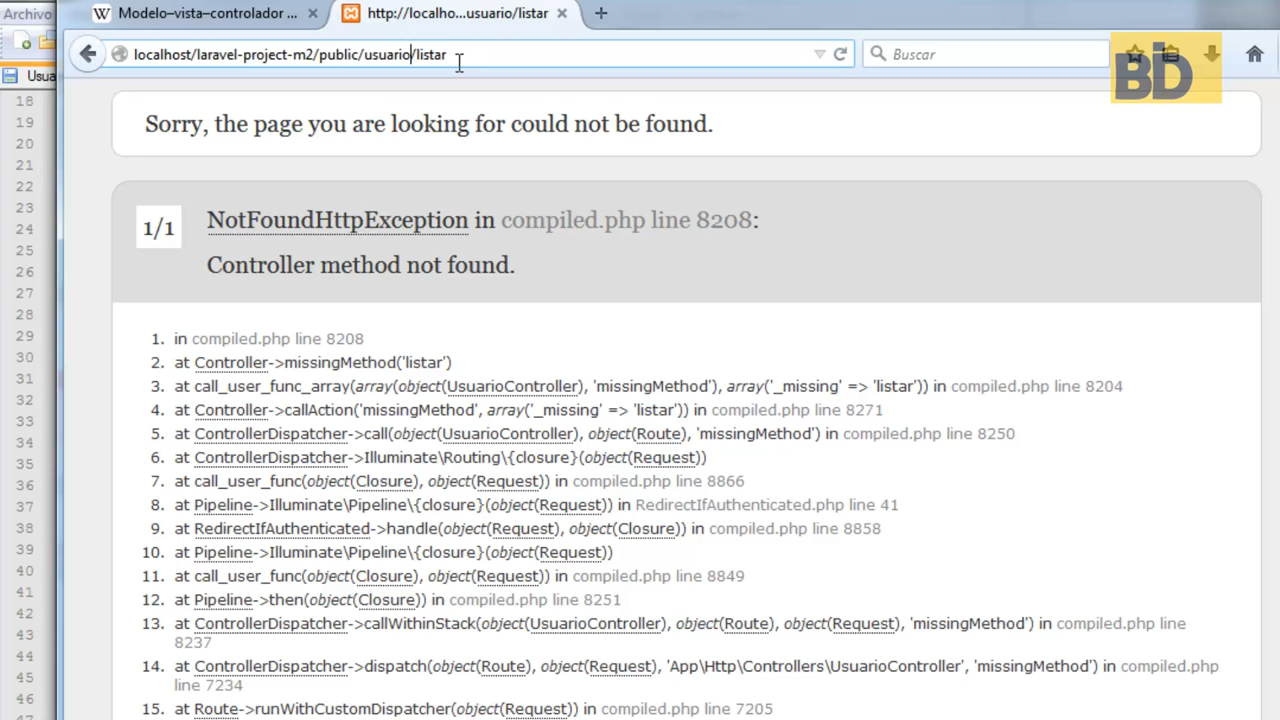 Archivo
Modelo–vista–controlador ...
http://localho...usuario/listar
localhost/laravel-project-m2/public/usuario/listar
Buscar
BiD
Usua
18
19
20
21
22
23
24
25
26
27
28
29
30
31
32
33
34
35
36
37
38
39
40
41
42
43
44
45
46
Sorry, the page you are looking for could not be found.
1/1
NotFoundHttpException in compiled.php line 8208:
Controller method not found.
1. in compiled.php line 8208
2. at Controller->missingMethod('listar')
3. at call_user_func_array(array(object(UsuarioController), 'missingMethod'), array('_missing' => 'listar')) in compiled.php line 8204
4. at Controller->callAction('missingMethod', array('_missing' => 'listar')) in compiled.php line 8271
5. at ControllerDispatcher->call(object(UsuarioController), object(Route), 'missingMethod') in compiled.php line 8250
6. at ControllerDispatcher->Illuminate\Routing\{closure}(object(Request))
7. at call_user_func(object(Closure), object(Request)) in compiled.php line 8866
8. at Pipeline->Illuminate\Pipeline\{closure}(object(Request)) in RedirectIfAuthenticated.php line 41
9. at RedirectIfAuthenticated->handle(object(Request), object(Closure)) in compiled.php line 8858
10. at Pipeline->Illuminate\Pipeline\{closure}(object(Request))
11. at call_user_func(object(Closure), object(Request)) in compiled.php line 8849
12. at Pipeline->then(object(Closure)) in compiled.php line 8251
13. at ControllerDispatcher->callWithinStack(object(UsuarioController), object(Route), object(Request), 'missingMethod') in compiled.php line
8237
14. at ControllerDispatcher->dispatch(object(Route), object(Request), 'App\Http\Controllers\UsuarioController', 'missingMethod') in compiled.php
line 7234
15. at Route->runWithCustomDispatcher(object(Request)) in compiled.php line 7205